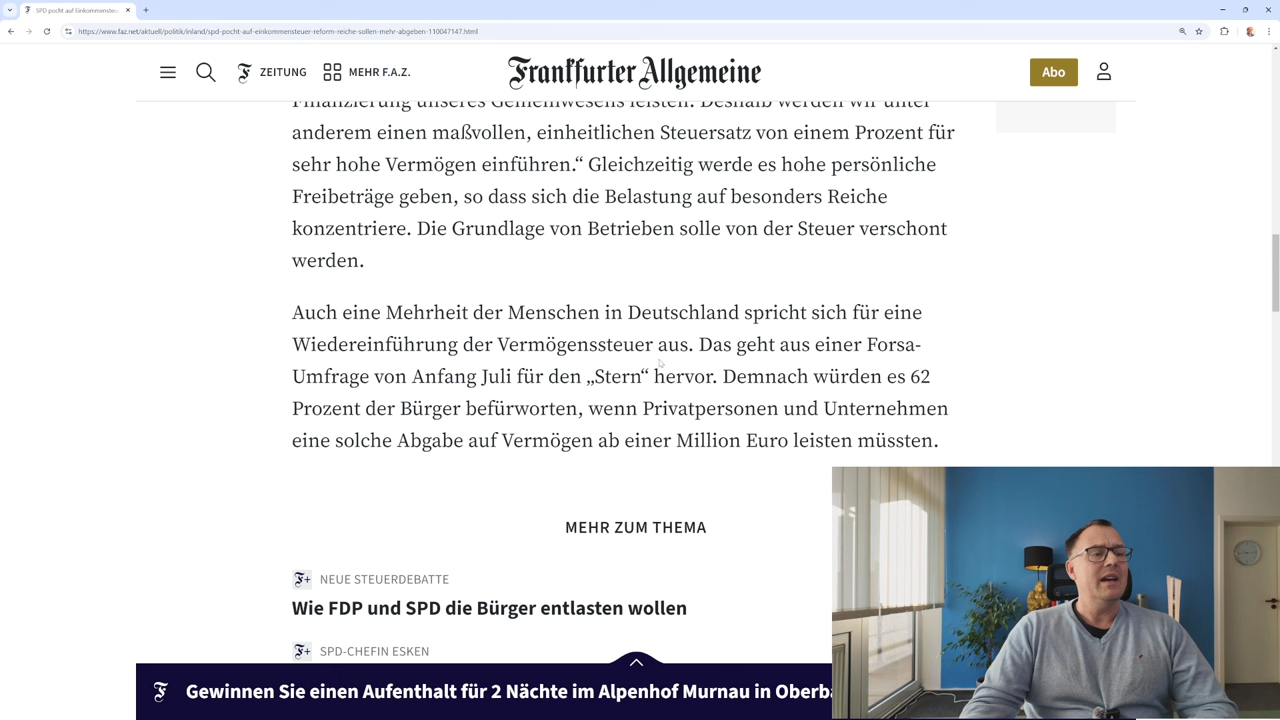 SPD pocht auf Einkommensteu
https://www.faz.net/aktuell/politik/inland/spd-pocht-auf-einkommensteuer-reform-reiche-sollen-mehr-abgeben-110047147.html
ZEITUNG
MEHR F.A.Z.
Frankfurter Allgemeine
Abo
Finanzierung unseres Gemeinwesens leisten. Deshalb werden wir unter
anderem einen maßvollen, einheitlichen Steuersatz von einem Prozent für
sehr hohe Vermögen einführen.“ Gleichzeitig werde es hohe persönliche
Freibeträge geben, so dass sich die Belastung auf besonders Reiche
konzentriere. Die Grundlage von Betrieben solle von der Steuer verschont
werden.
Auch eine Mehrheit der Menschen in Deutschland spricht sich für eine
Wiedereinführung der Vermögenssteuer aus. Das geht aus einer Forsa-
Umfrage von Anfang Juli für den „Stern“ hervor. Demnach würden es 62
Prozent der Bürger befürworten, wenn Privatpersonen und Unternehmen
eine solche Abgabe auf Vermögen ab einer Million Euro leisten müssten.
MEHR ZUM THEMA
F+ NEUE STEUERDEBATTE
Wie FDP und SPD die Bürger entlasten wollen
F+ SPD-CHEFIN ESKEN
Gewinnen Sie einen Aufenthalt für 2 Nächte im Alpenhof Murnau in Oberba